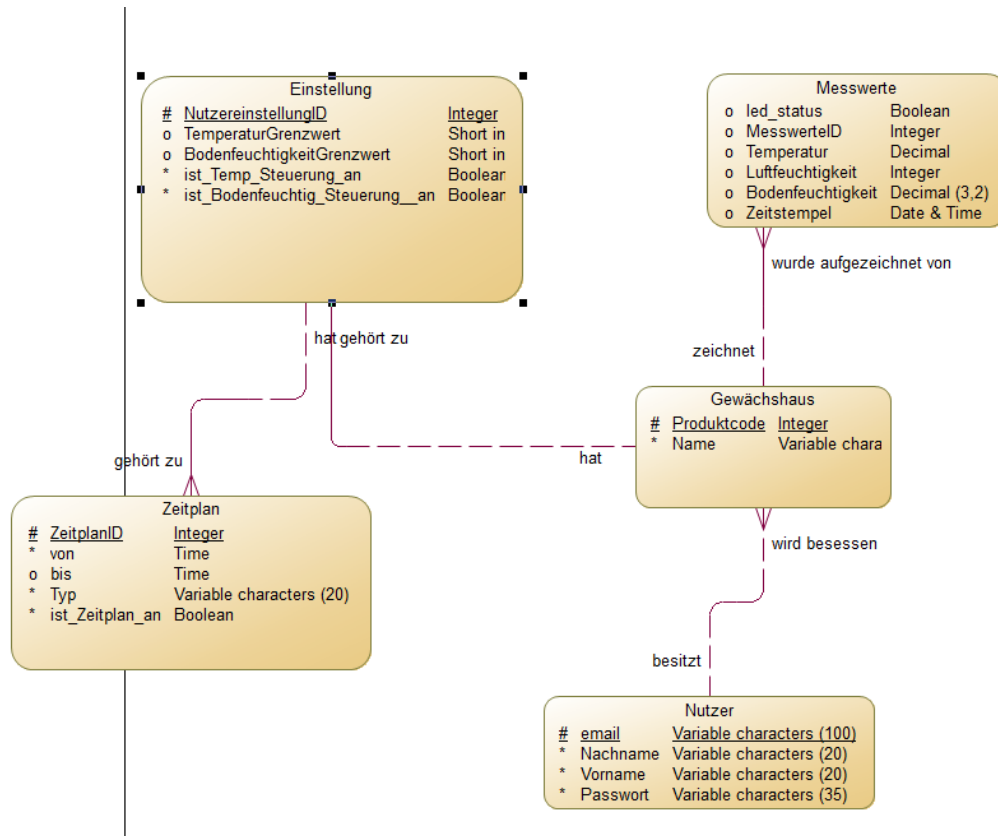 Einstellung
# NutzereinstellungID Integer
o TemperaturGrenzwert Short in
o BodenfeuchtigkeitGrenzwert Short in
* ist_Temp_Steuerung_an Boolean
* ist_Bodenfeuchtig_Steuerung__an Boolean
Messwerte
o led_status Boolean
o MesswerteID Integer
o Temperatur Decimal
o Luftfeuchtigkeit Integer
o Bodenfeuchtigkeit Decimal (3,2)
o Zeitstempel Date & Time
wurde aufgezeichnet von
hat gehört zu
zeichnet
Gewächshaus
# Produktcode Integer
* Name Variable chara
hat
gehört zu
Zeitplan
# ZeitplanID Integer
* von Time
o bis Time
* Typ Variable characters (20)
* ist_Zeitplan_an Boolean
wird besessen
besitzt
Nutzer
# email Variable characters (100)
* Nachname Variable characters (20)
* Vorname Variable characters (20)
* Passwort Variable characters (35)